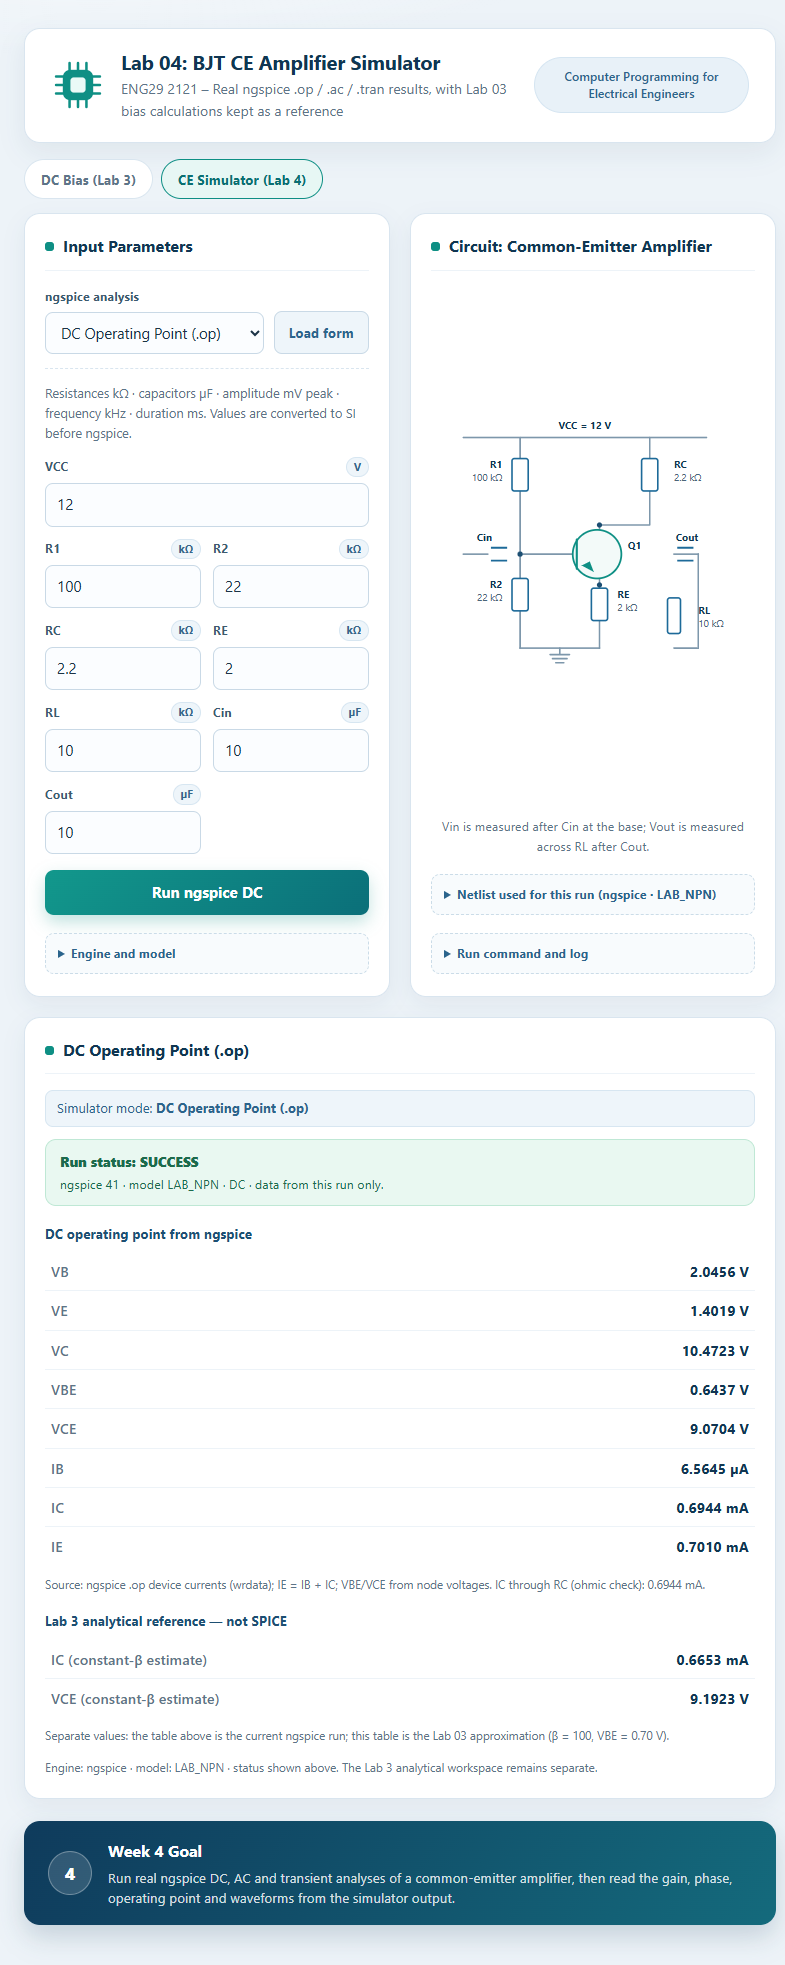 Lab 04: BJT CE Amplifier Simulator
ENG29 2121 – Real ngspice .op / .ac / .tran results, with Lab 03
bias calculations kept as a reference
Computer Programming for
Electrical Engineers
DC Bias (Lab 3)
CE Simulator (Lab 4)
Input Parameters
ngspice analysis
DC Operating Point (.op)
Load form
Resistances kΩ · capacitors µF · amplitude mV peak ·
frequency kHz · duration ms. Values are converted to SI
before ngspice.
VCC V
12
R1 kΩ R2 kΩ
100 22
RC kΩ RE kΩ
2.2 2
RL kΩ Cin µF
10 10
Cout µF
10
Run ngspice DC
▶ Engine and model
Circuit: Common-Emitter Amplifier
VCC = 12 V
R1
100 kΩ
RC
2.2 kΩ
Cin
Q1
Cout
R2
22 kΩ
RE
2 kΩ
RL
10 kΩ
Vin is measured after Cin at the base; Vout is measured
across RL after Cout.
▶ Netlist used for this run (ngspice · LAB_NPN)
▶ Run command and log
DC Operating Point (.op)
Simulator mode: DC Operating Point (.op)
Run status: SUCCESS
ngspice 41 · model LAB_NPN · DC · data from this run only.
DC operating point from ngspice
VB 2.0456 V
VE 1.4019 V
VC 10.4723 V
VBE 0.6437 V
VCE 9.0704 V
IB 6.5645 µA
IC 0.6944 mA
IE 0.7010 mA
Source: ngspice .op device currents (wrdata); IE = IB + IC; VBE/VCE from node voltages. IC through RC (ohmic check): 0.6944 mA.
Lab 3 analytical reference — not SPICE
IC (constant-β estimate) 0.6653 mA
VCE (constant-β estimate) 9.1923 V
Separate values: the table above is the current ngspice run; this table is the Lab 03 approximation (β = 100, VBE = 0.70 V).
Engine: ngspice · model: LAB_NPN · status shown above. The Lab 3 analytical workspace remains separate.
4
Week 4 Goal
Run real ngspice DC, AC and transient analyses of a common-emitter amplifier, then read the gain, phase,
operating point and waveforms from the simulator output.